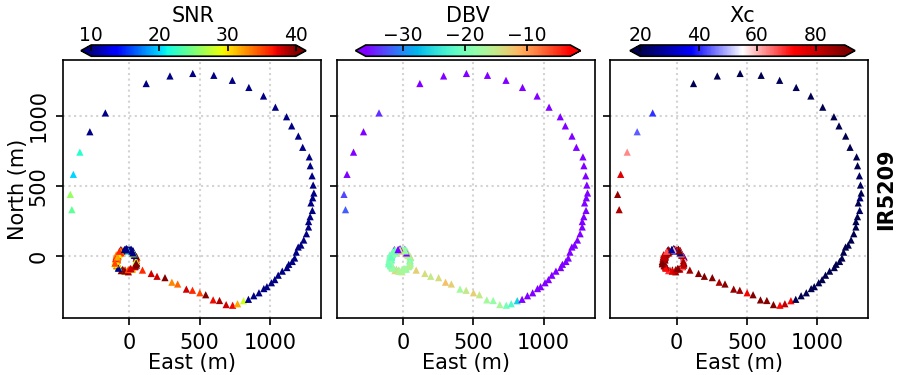 SNR
DBV
Xc
10 20 30 40
−30 −20 −10
20 40 60 80
North (m)
1000
500
0
IR5209
0 500 1000
0 500 1000
0 500 1000
East (m)
East (m)
East (m)